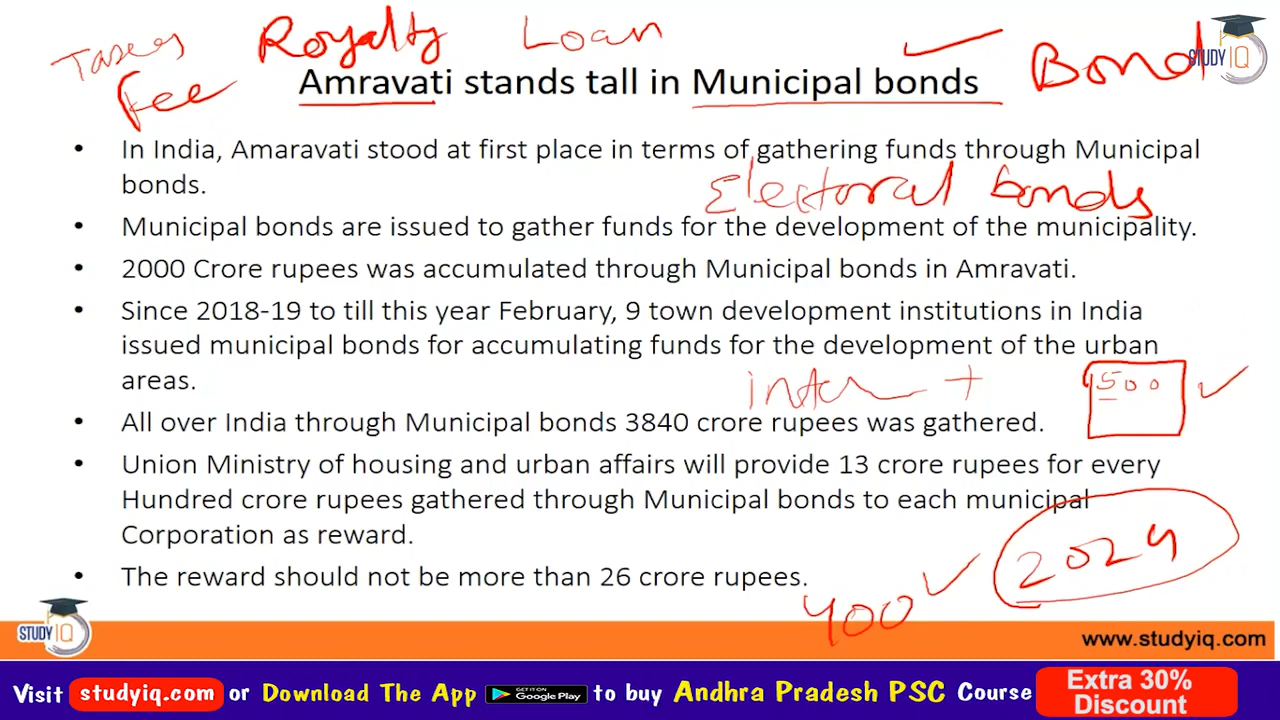 Taxes Royalty Loan
Fee
Amravati stands tall in Municipal bonds
Bond
STUDY IQ
• In India, Amaravati stood at first place in terms of gathering funds through Municipal
bonds.
Electoral bonds
• Municipal bonds are issued to gather funds for the development of the municipality.
• 2000 Crore rupees was accumulated through Municipal bonds in Amravati.
• Since 2018-19 to till this year February, 9 town development institutions in India
issued municipal bonds for accumulating funds for the development of the urban
areas.
+ 500
• All over India through Municipal bonds 3840 crore rupees was gathered.
• Union Ministry of housing and urban affairs will provide 13 crore rupees for every
Hundred crore rupees gathered through Municipal bonds to each municipal
Corporation as reward.
2024
• The reward should not be more than 26 crore rupees.
400
STUDY IQ
www.studyiq.com
Visit studyiq.com or Download The App GET IT ON Google Play to buy Andhra Pradesh PSC Course
Extra 30%
Discount